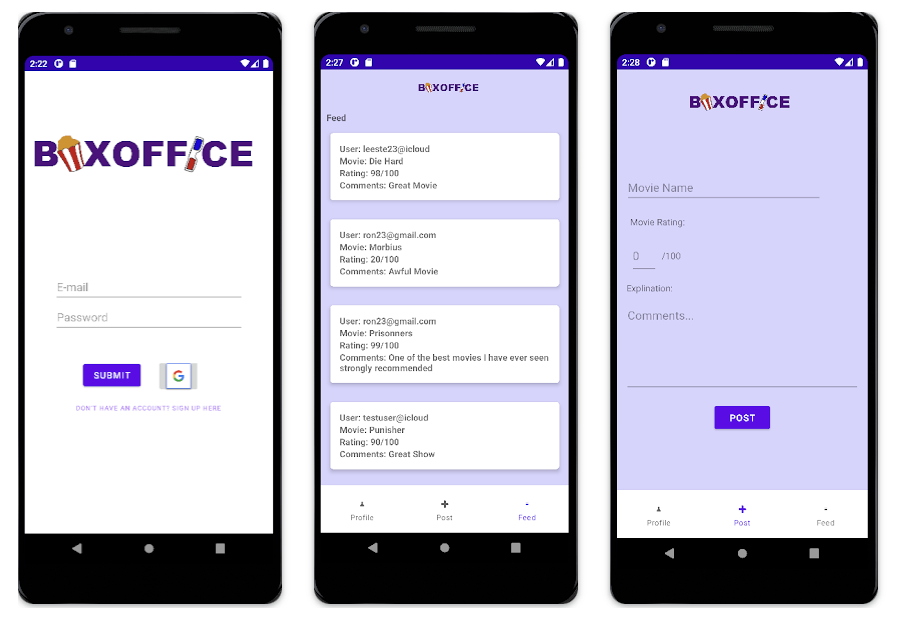 2:22
BOXOFFICE
E-mail
Password
SUBMIT
G
DON'T HAVE AN ACCOUNT? SIGN UP HERE
2:27
BOXOFFICE
Feed
User: leeste23@icloud
Movie: Die Hard
Rating: 98/100
Comments: Great Movie
User: ron23@gmail.com
Movie: Morbius
Rating: 20/100
Comments: Awful Movie
User: ron23@gmail.com
Movie: Prisonners
Rating: 99/100
Comments: One of the best movies I have ever seen
strongly recommended
User: testuser@icloud
Movie: Punisher
Rating: 90/100
Comments: Great Show
Profile Post Feed
2:28
BOXOFFICE
Movie Name
Movie Rating:
0 /100
Explination:
Comments...
POST
Profile Post Feed